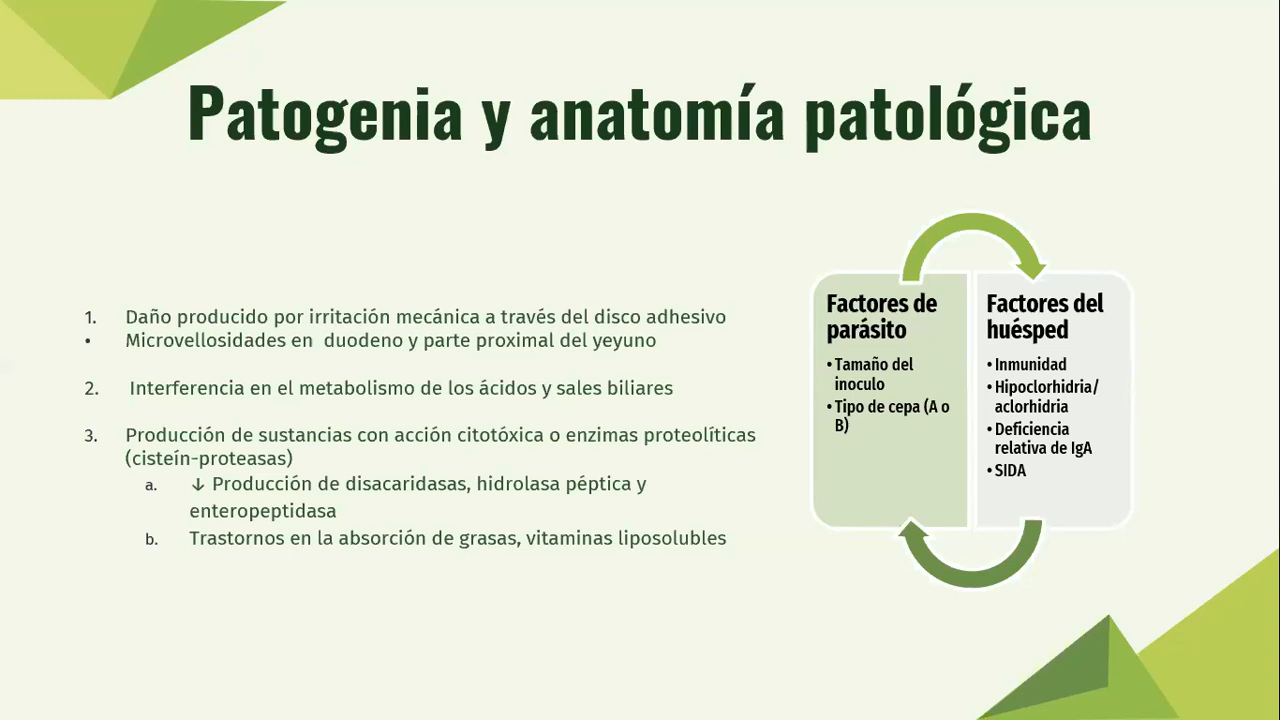 Patogenia y anatomía patológica
1. Daño producido por irritación mecánica a través del disco adhesivo
• Microvellosidades en duodeno y parte proximal del yeyuno
2. Interferencia en el metabolismo de los ácidos y sales biliares
3. Producción de sustancias con acción citotóxica o enzimas proteolíticas
(cisteín-proteasas)
a. ↓ Producción de disacaridasas, hidrolasa péptica y
enteropeptidasa
b. Trastornos en la absorción de grasas, vitaminas liposolubles
Factores de
parásito
• Tamaño del
inoculo
• Tipo de cepa (A o
B)
Factores del
huésped
• Inmunidad
• Hipoclorhidria/
aclorhidria
• Deficiencia
relativa de IgA
• SIDA